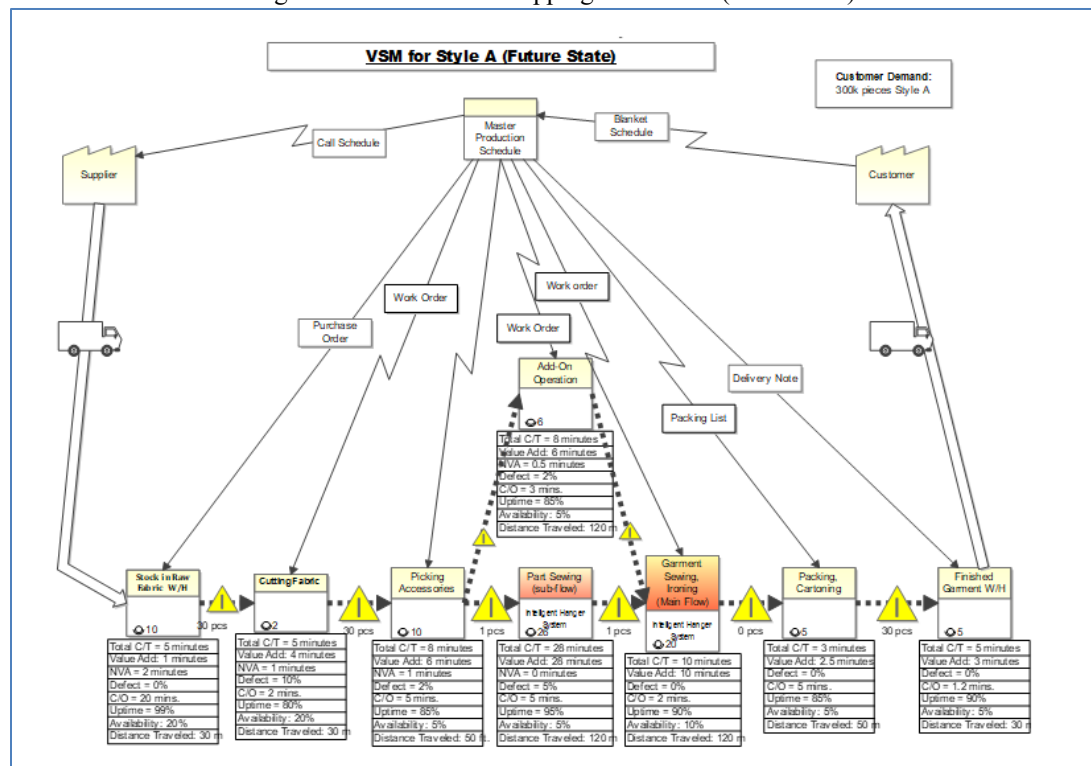 VSM for Style A (Future State)
Customer Demand:
300k pieces Style A
Master
Production
Schedule
Blanket
Schedule
Call Schedule
Supplier
Customer
Work Order
Work order
Purchase
Order
Work Order
Add-On
Operation
6
Delivery Note
Packing List
Total C/T = 8 minutes
Value Add: 6 minutes
NVA = 0.5 minutes
Defect = 2%
C/O = 3 mins.
Uptime = 85%
Availability: 5%
Distance Traveled: 120 m
Stock in Raw
Fabric W/H
10
30 pcs
Cutting Fabric
2
30 pcs
Picking
Accessories
10
1 pcs
Part Sewing
(sub-flow)
Intelligent Hanger
System
26
1 pcs
Garment
Sewing,
Ironing
(Main Flow)
Intelligent Hanger
System
20
0 pcs
Packing,
Cartoning
5
30 pcs
Finished
Garment W/H
5
Total C/T = 5 minutes
Value Add: 1 minutes
NVA = 2 minutes
Defect = 0%
C/O = 20 mins.
Uptime = 99%
Availability: 20%
Distance Traveled: 30 m
Total C/T = 5 minutes
Value Add: 4 minutes
NVA = 1 minutes
Defect = 10%
C/O = 2 mins.
Uptime = 80%
Availability: 20%
Distance Traveled: 30 m
Total C/T = 8 minutes
Value Add: 6 minutes
NVA = 1 minutes
Defect = 2%
C/O = 5 mins.
Uptime = 85%
Availability: 5%
Distance Traveled: 50 ft.
Total C/T = 28 minutes
Value Add: 28 minutes
NVA = 0 minutes
Defect = 5%
C/O = 5 mins.
Uptime = 95%
Availability: 5%
Distance Traveled: 120 m
Total C/T = 10 minutes
Value Add: 10 minutes
Defect = 0%
C/O = 2 mins.
Uptime = 90%
Availability: 10%
Distance Traveled: 120 m
Total C/T = 3 minutes
Value Add: 2.5 minutes
Defect = 0%
C/O = 5 mins.
Uptime = 85%
Availability: 5%
Distance Traveled: 50 m
Total C/T = 5 minutes
Value Add: 3 minutes
Defect = 0%
C/O = 1.2 mins.
Uptime = 90%
Availability: 5%
Distance Traveled: 30 m